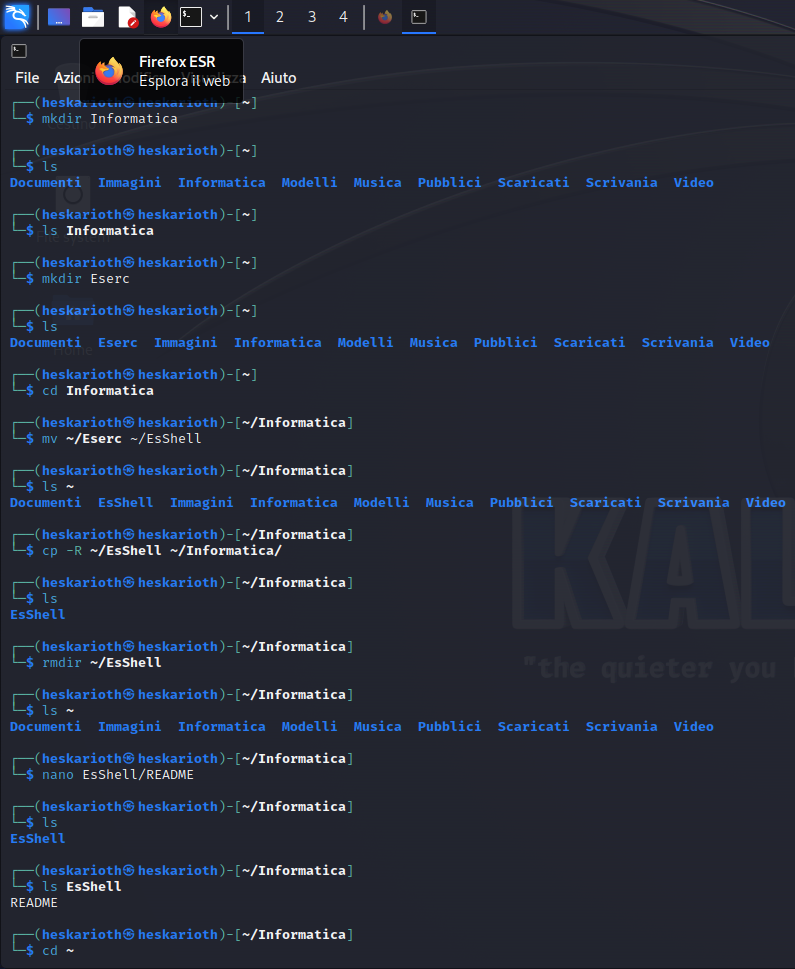 1 2 3 4
Firefox ESR
Esplora il web
File Azioni Modifica Visualizza Aiuto
┌──(heskarioth㉿heskarioth)-[~]
└─$ mkdir Informatica
┌──(heskarioth㉿heskarioth)-[~]
└─$ ls
Documenti Immagini Informatica Modelli Musica Pubblici Scaricati Scrivania Video
┌──(heskarioth㉿heskarioth)-[~]
└─$ ls Informatica
┌──(heskarioth㉿heskarioth)-[~]
└─$ mkdir Eserc
┌──(heskarioth㉿heskarioth)-[~]
└─$ ls
Documenti Eserc Immagini Informatica Modelli Musica Pubblici Scaricati Scrivania Video
Home
┌──(heskarioth㉿heskarioth)-[~]
└─$ cd Informatica
┌──(heskarioth㉿heskarioth)-[~/Informatica]
└─$ mv ~/Eserc ~/EsShell
┌──(heskarioth㉿heskarioth)-[~/Informatica]
└─$ ls ~
Documenti EsShell Immagini Informatica Modelli Musica Pubblici Scaricati Scrivania Video
┌──(heskarioth㉿heskarioth)-[~/Informatica]
└─$ cp -R ~/EsShell ~/Informatica/
┌──(heskarioth㉿heskarioth)-[~/Informatica]
└─$ ls
EsShell
KAL
┌──(heskarioth㉿heskarioth)-[~/Informatica]
└─$ rmdir ~/EsShell
"the quieter you
┌──(heskarioth㉿heskarioth)-[~/Informatica]
└─$ ls ~
Documenti Immagini Informatica Modelli Musica Pubblici Scaricati Scrivania Video
┌──(heskarioth㉿heskarioth)-[~/Informatica]
└─$ nano EsShell/README
┌──(heskarioth㉿heskarioth)-[~/Informatica]
└─$ ls
EsShell
┌──(heskarioth㉿heskarioth)-[~/Informatica]
└─$ ls EsShell
README
┌──(heskarioth㉿heskarioth)-[~/Informatica]
└─$ cd ~